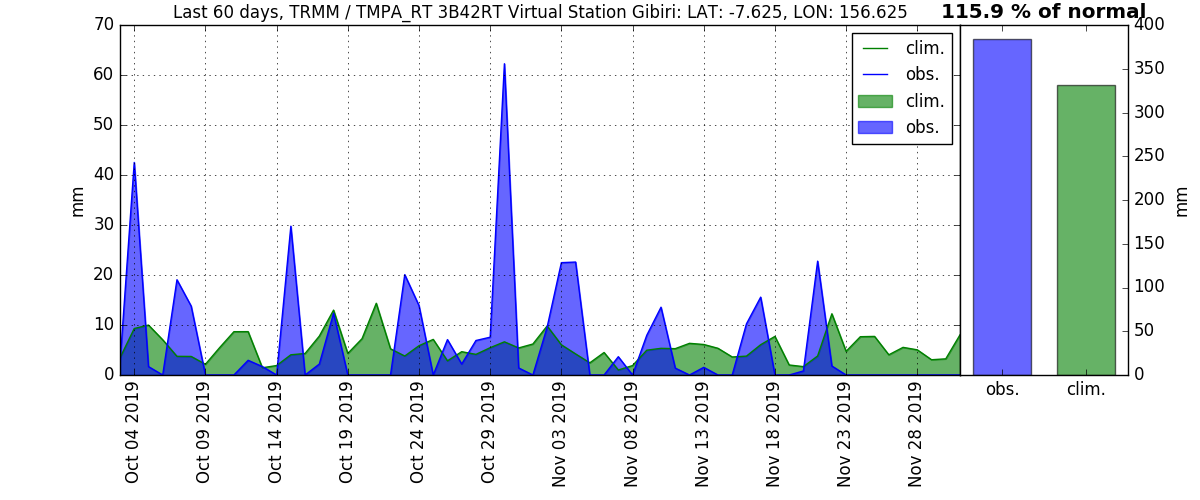 Last 60 days, TRMM / TMPA_RT 3B42RT Virtual Station Gibiri: LAT: -7.625, LON: 156.625
115.9 % of normal
70
60
50
40
30
20
10
0
mm
clim.
obs.
clim.
obs.
Oct 04 2019
Oct 09 2019
Oct 14 2019
Oct 19 2019
Oct 24 2019
Oct 29 2019
Nov 03 2019
Nov 08 2019
Nov 13 2019
Nov 18 2019
Nov 23 2019
Nov 28 2019
400
350
300
250
200
150
100
50
0
mm
obs.
clim.